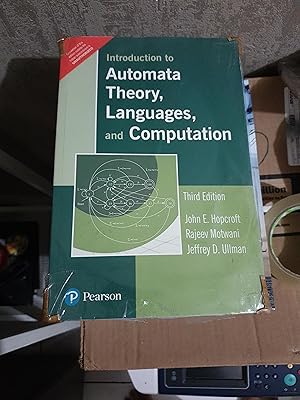 Introduction to
Automata
Theory,
Languages,
and Computation
Third Edition
John E. Hopcroft
Rajeev Motwani
Jeffrey D. Ullman
Pearson